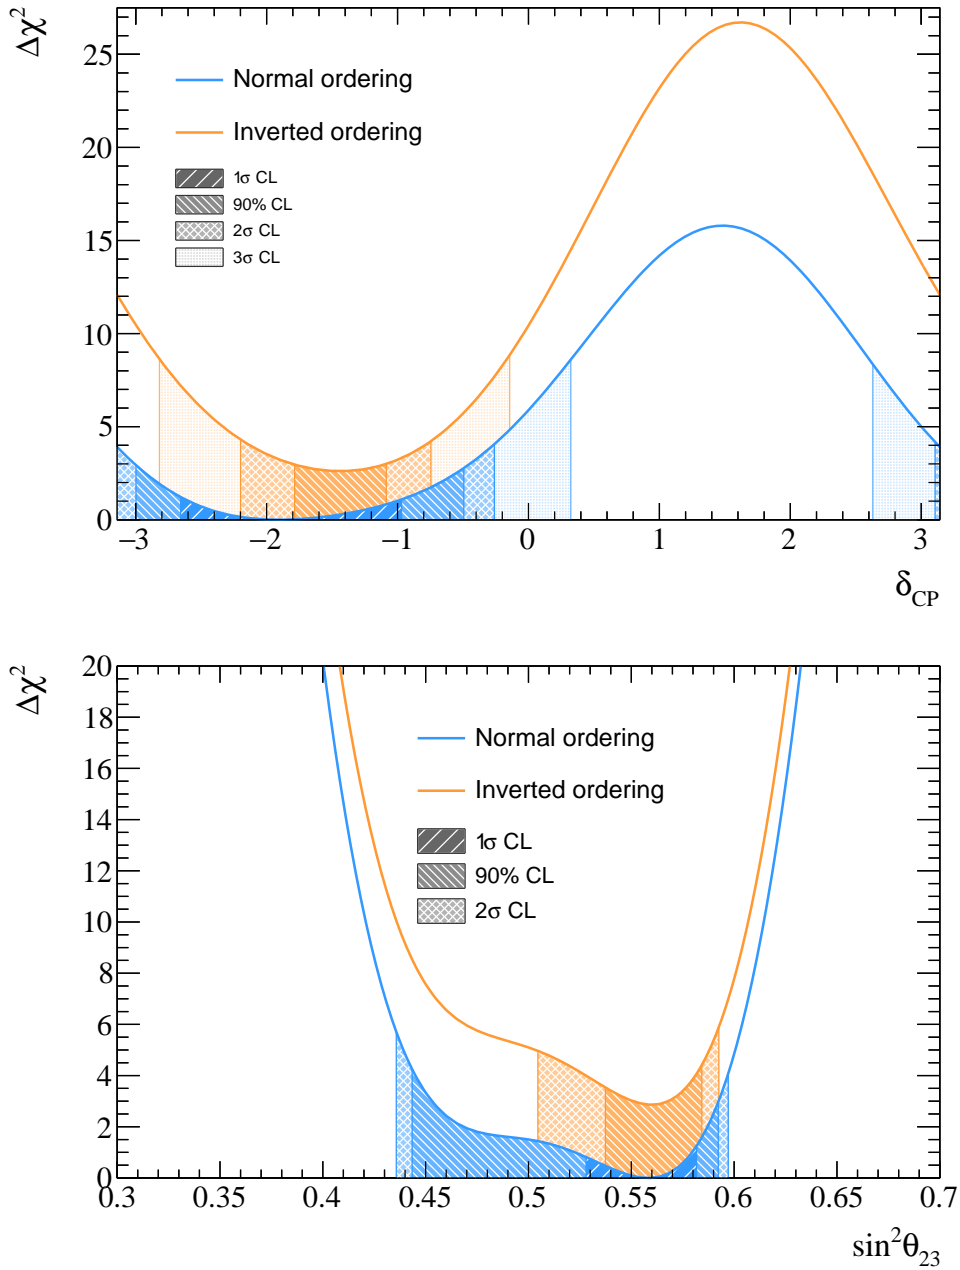 Δχ²
25
20
15
10
5
0
Normal ordering
Inverted ordering
1σ CL
90% CL
2σ CL
3σ CL
−3 −2 −1 0 1 2 3
δ_CP
Δχ²
20
18
16
14
12
10
8
6
4
2
0
Normal ordering
Inverted ordering
1σ CL
90% CL
2σ CL
0.3 0.35 0.4 0.45 0.5 0.55 0.6 0.65 0.7
sin²θ₂₃